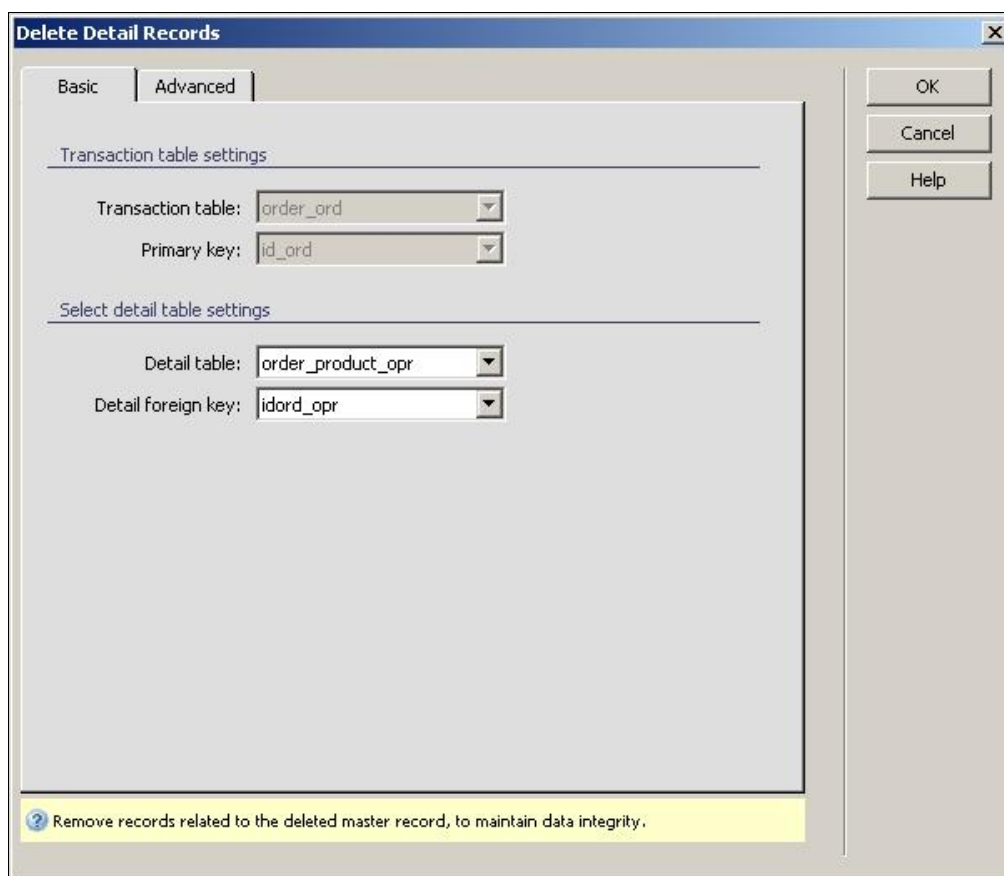 Delete Detail Records
Basic
Advanced
OK
Cancel
Help
Transaction table settings
Transaction table: order_ord
Primary key: id_ord
Select detail table settings
Detail table: order_product_opr
Detail foreign key: idord_opr
Remove records related to the deleted master record, to maintain data integrity.